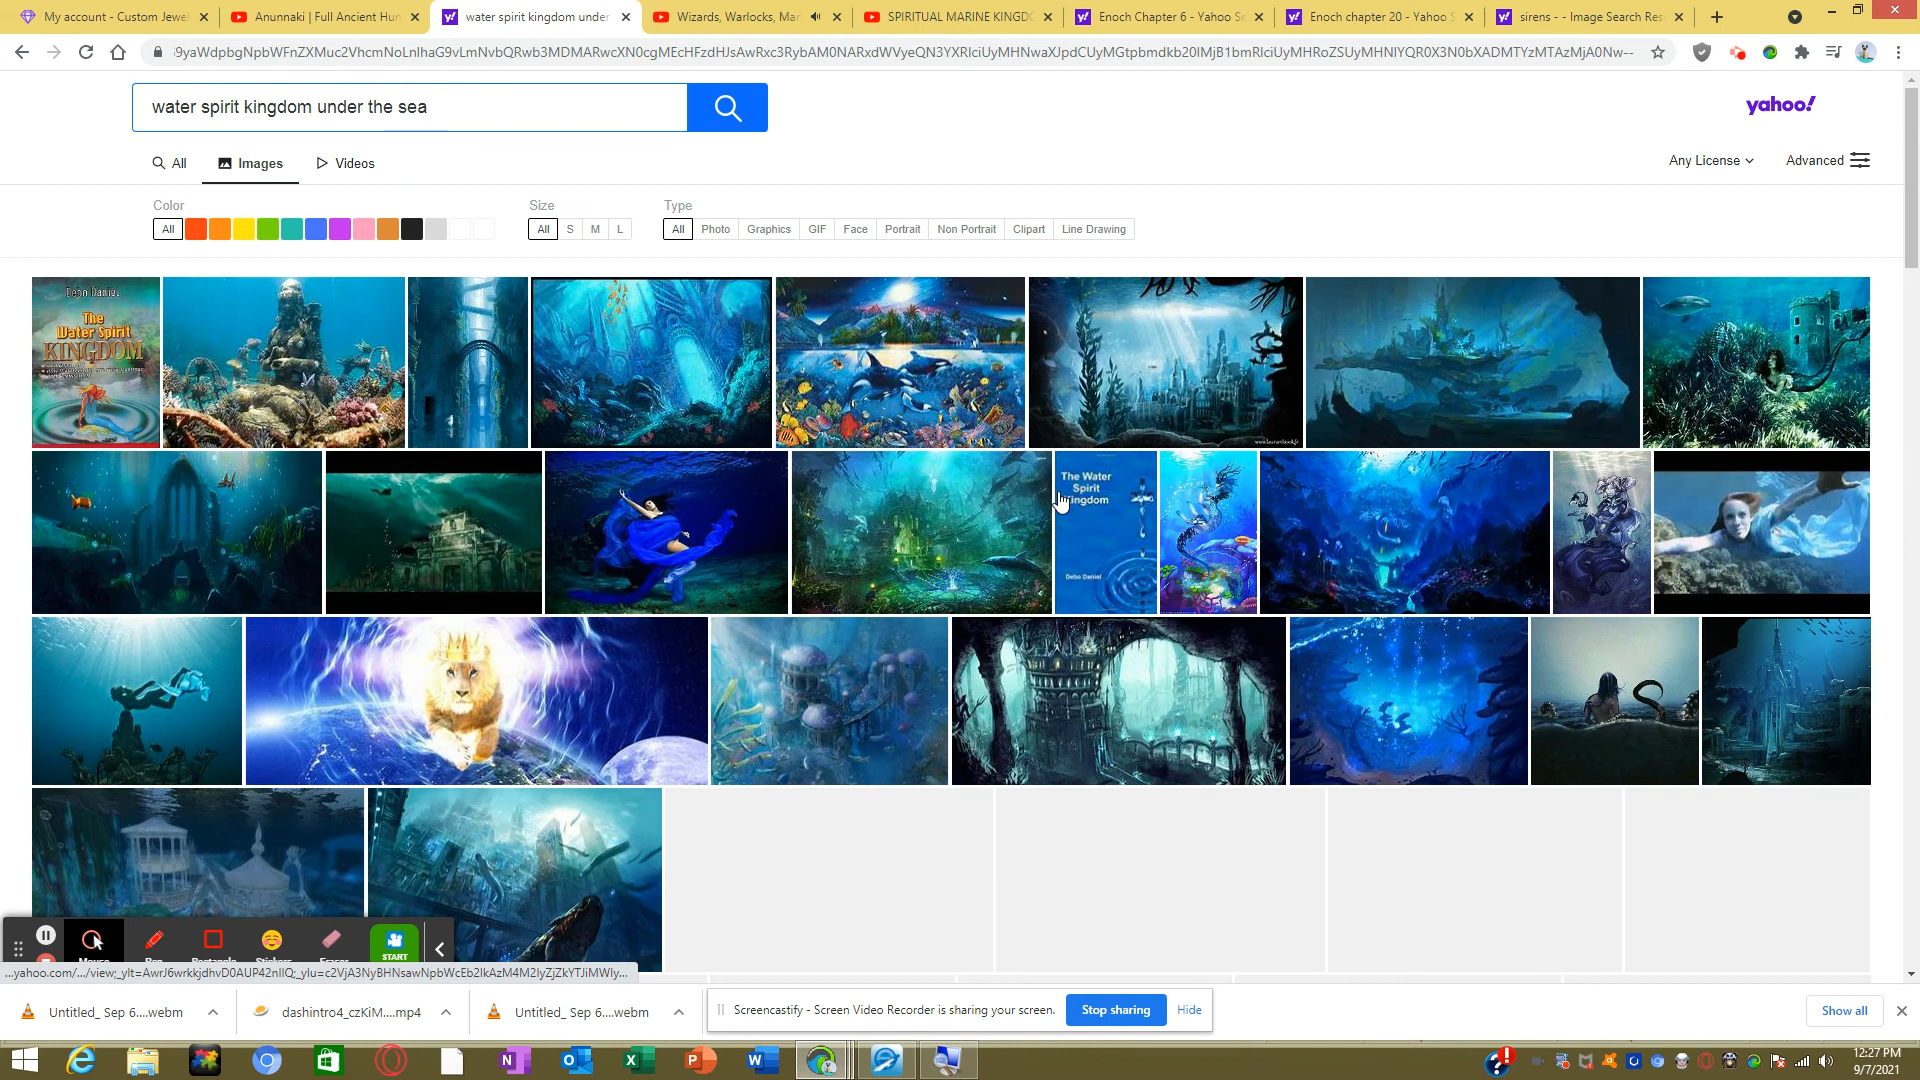 My account - Custom Jewel
Anunnaki | Full Ancient Hun
water spirit kingdom under
Wizards, Warlocks, Mar
SPIRITUAL MARINE KINGDO
Enoch Chapter 6 - Yahoo Se
Enoch chapter 20 - Yahoo S
sirens - - Image Search Res
water spirit kingdom under the sea
yahoo!
All
Images
Videos
Any License
Advanced
Color
Size
Type
All
All S M L
All Photo Graphics GIF Face Portrait Non Portrait Clipart Line Drawing
Debo Daniel
The
Water Spirit
KINGDOM
The Water
Spirit
Kingdom
Debo Daniel
START
Untitled_ Sep 6....webm
dashintro4_czKiM....mp4
Untitled_ Sep 6....webm
Screencastify - Screen Video Recorder is sharing your screen.
Stop sharing
Hide
Show all
12:27 PM
9/7/2021